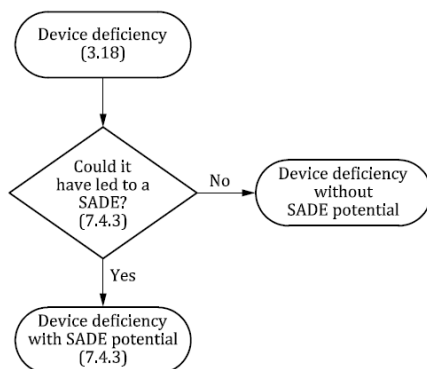 Device deficiency
(3.18)
Could it
have led to a
SADE?
(7.4.3)
No
Device deficiency
without
SADE potential
Yes
Device deficiency
with SADE potential
(7.4.3)